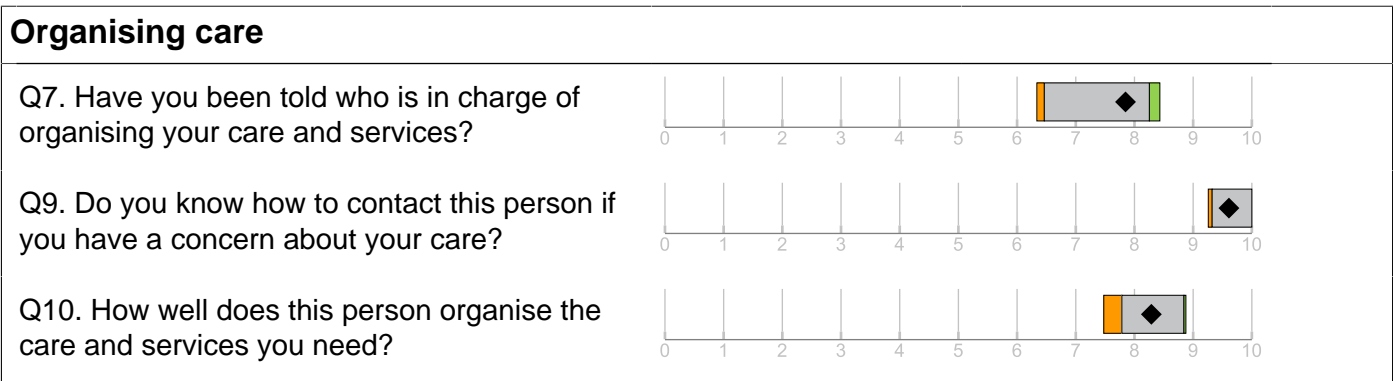 Organising care
Q7. Have you been told who is in charge of
organising your care and services?
0 1 2 3 4 5 6 7 8 9 10
Q9. Do you know how to contact this person if
you have a concern about your care?
0 1 2 3 4 5 6 7 8 9 10
Q10. How well does this person organise the
care and services you need?
0 1 2 3 4 5 6 7 8 9 10